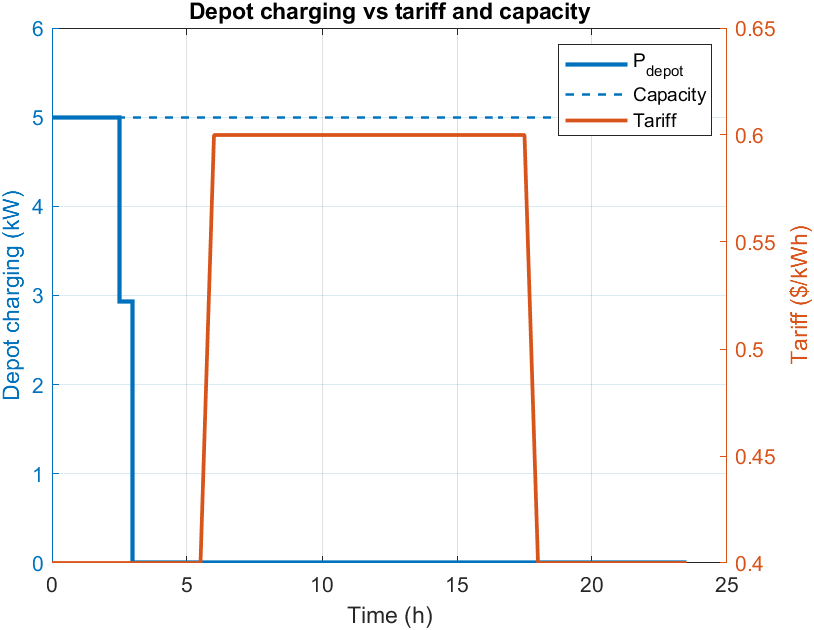 Depot charging vs tariff and capacity
6
5
4
3
2
1
0
Depot charging (kW)
P_depot
Capacity
Tariff
0.65
0.6
0.55
0.5
0.45
0.4
Tariff ($/kWh)
0 5 10 15 20 25
Time (h)